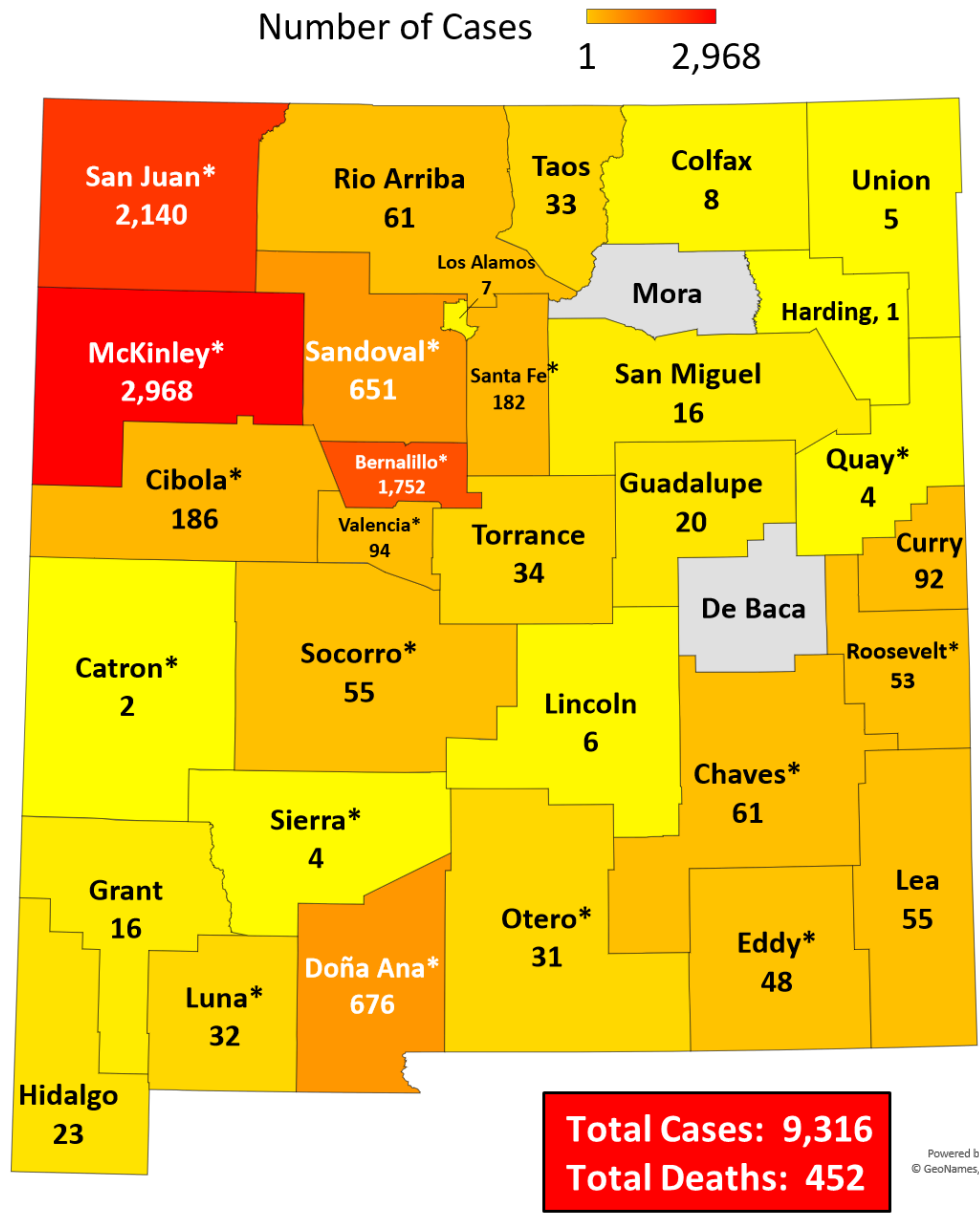 Number of Cases
1 2,968
San Juan*
2,140
Rio Arriba
61
Taos
33
Colfax
8
Union
5
Los Alamos
7
Mora
Harding, 1
McKinley*
2,968
Sandoval*
651
Santa Fe*
182
San Miguel
16
Bernalillo*
1,752
Cibola*
186
Valencia*
94
Torrance
34
Guadalupe
20
Quay*
4
Curry
92
De Baca
Roosevelt*
53
Catron*
2
Socorro*
55
Lincoln
6
Chaves*
61
Sierra*
4
Grant
16
Otero*
31
Lea
55
Eddy*
48
Doña Ana*
676
Luna*
32
Hidalgo
23
Total Cases: 9,316
Total Deaths: 452
Powered b
© GeoNames,